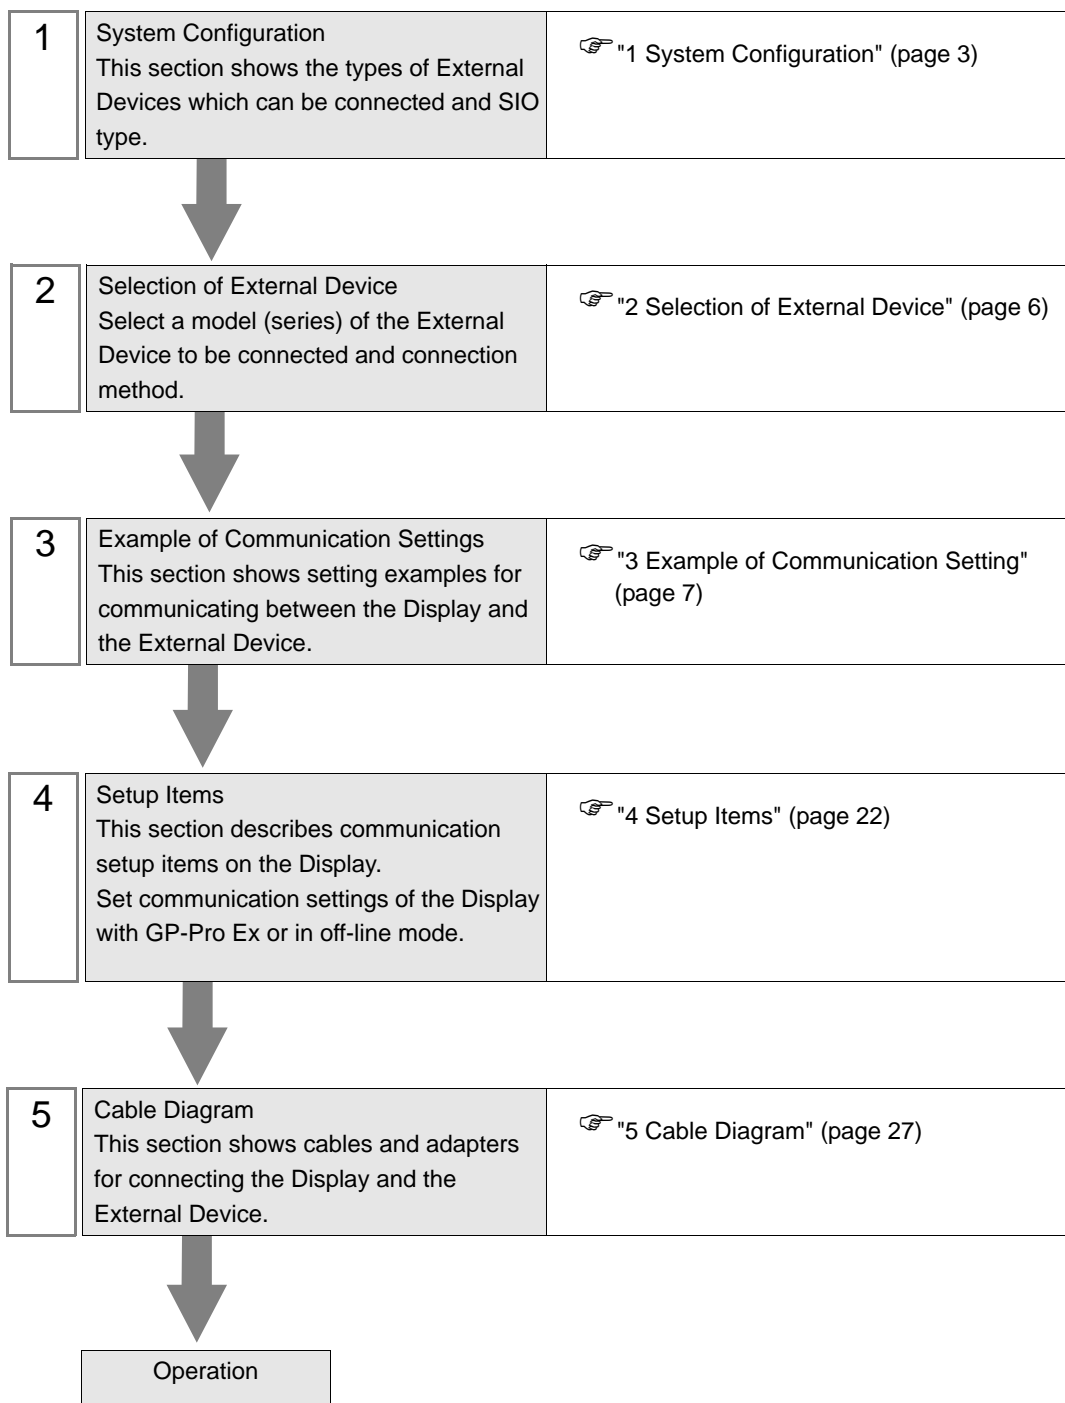 1
System Configuration
This section shows the types of External
Devices which can be connected and SIO
type.
"1 System Configuration" (page 3)
2
Selection of External Device
Select a model (series) of the External
Device to be connected and connection
method.
"2 Selection of External Device" (page 6)
3
Example of Communication Settings
This section shows setting examples for
communicating between the Display and
the External Device.
"3 Example of Communication Setting"
(page 7)
4
Setup Items
This section describes communication
setup items on the Display.
Set communication settings of the Display
with GP-Pro Ex or in off-line mode.
"4 Setup Items" (page 22)
5
Cable Diagram
This section shows cables and adapters
for connecting the Display and the
External Device.
"5 Cable Diagram" (page 27)
Operation